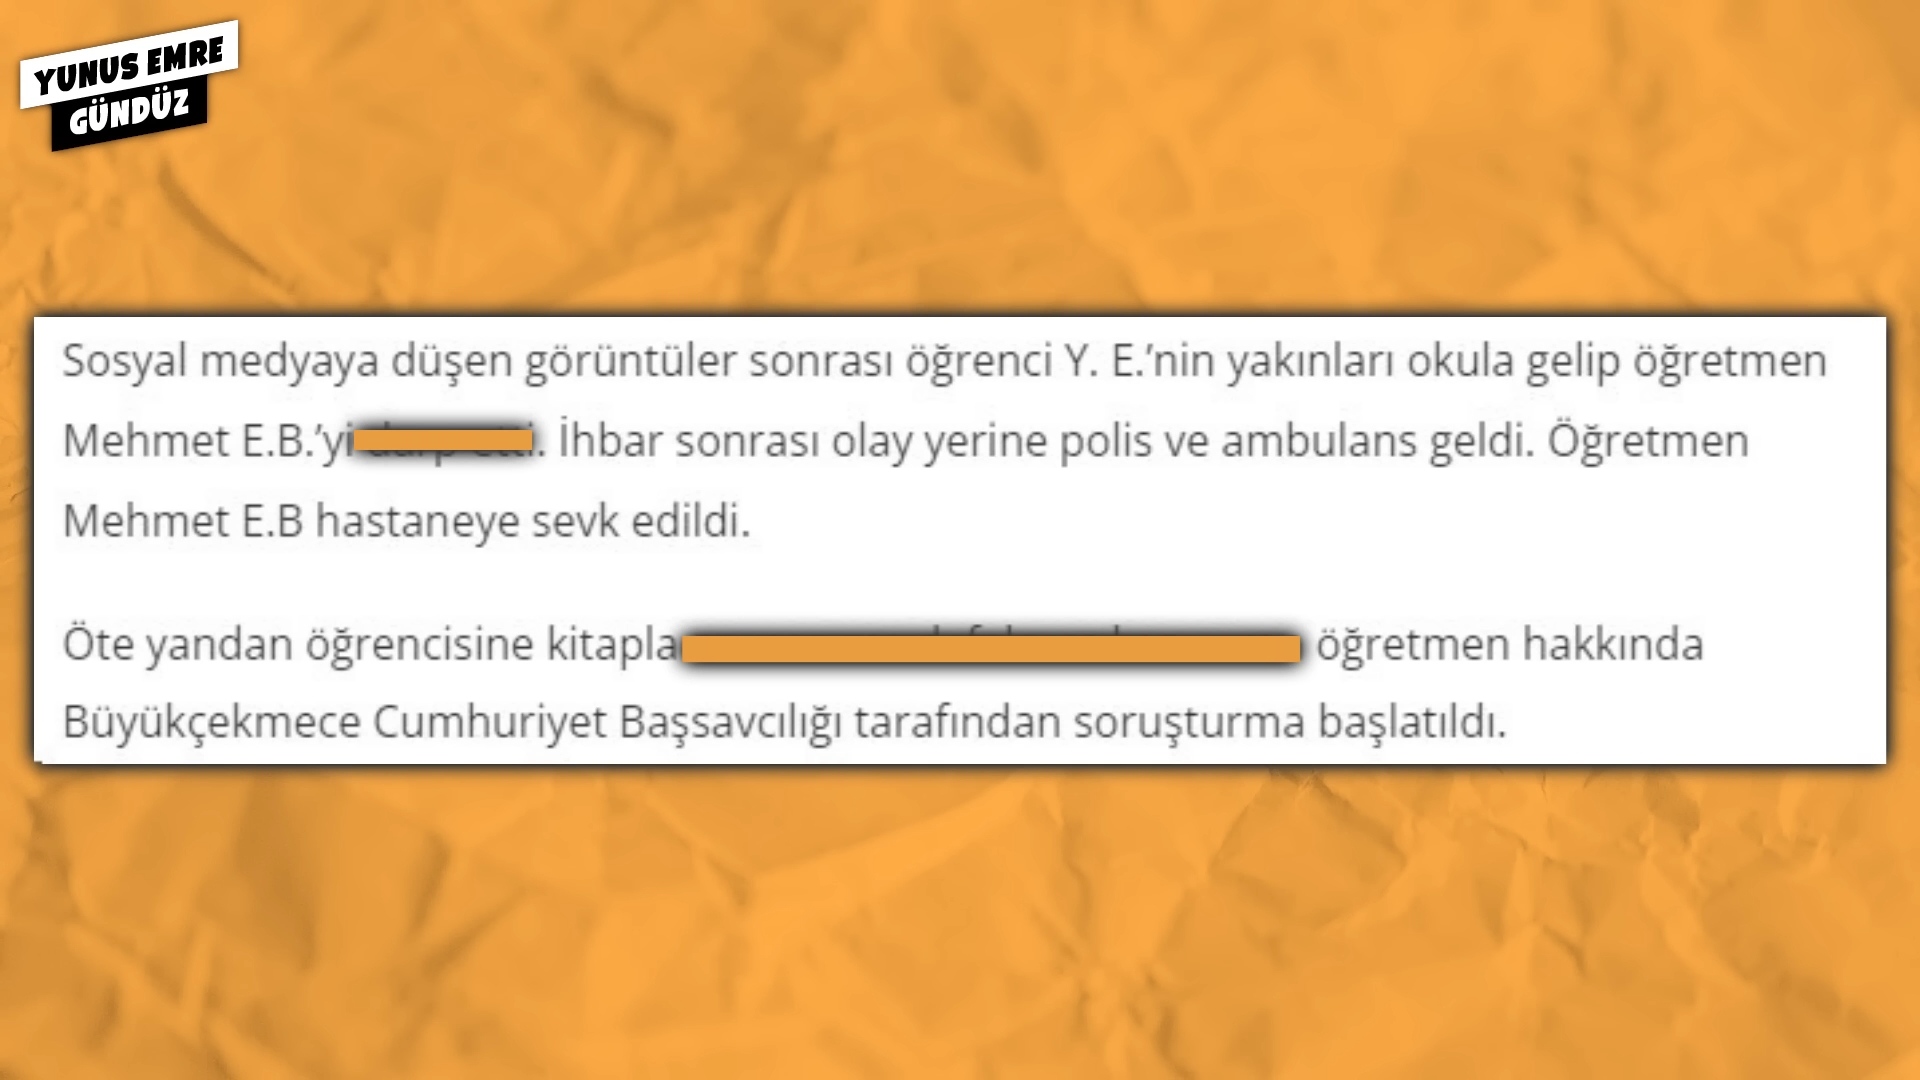 YUNUS EMRE
GÜNDÜZ
Sosyal medyaya düşen görüntüler sonrası öğrenci Y. E.’nin yakınları okula gelip öğretmen
Mehmet E.B.’yi darp etti. İhbar sonrası olay yerine polis ve ambulans geldi. Öğretmen
Mehmet E.B hastaneye sevk edildi.
Öte yandan öğrencisine kitapla öğretmen hakkında
Büyükçekmece Cumhuriyet Başsavcılığı tarafından soruşturma başlatıldı.